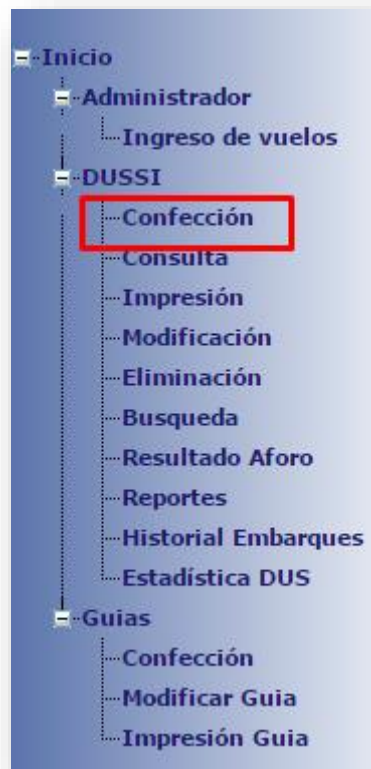 Inicio
Administrador
Ingreso de vuelos
DUSSI
Confección
Consulta
Impresión
Modificación
Eliminación
Busqueda
Resultado Aforo
Reportes
Historial Embarques
Estadística DUS
Guias
Confección
Modificar Guia
Impresión Guia